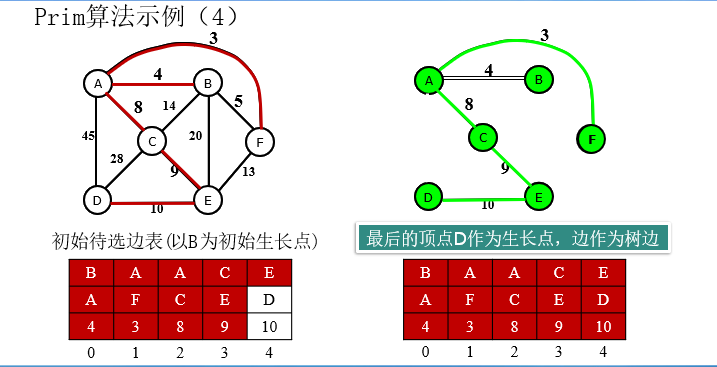 Prim算法示例（4）
3
A
4
B
8
14
5
45
C
20
F
28
9
13
D
10
E
3
A
4
B
8
C
F
9
D
10
E
初始待选边表(以B为初始生长点)
最后的顶点D作为生长点，边作为树边
B A A C E
A F C E D
4 3 8 9 10
0 1 2 3 4
B A A C E
A F C E D
4 3 8 9 10
0 1 2 3 4